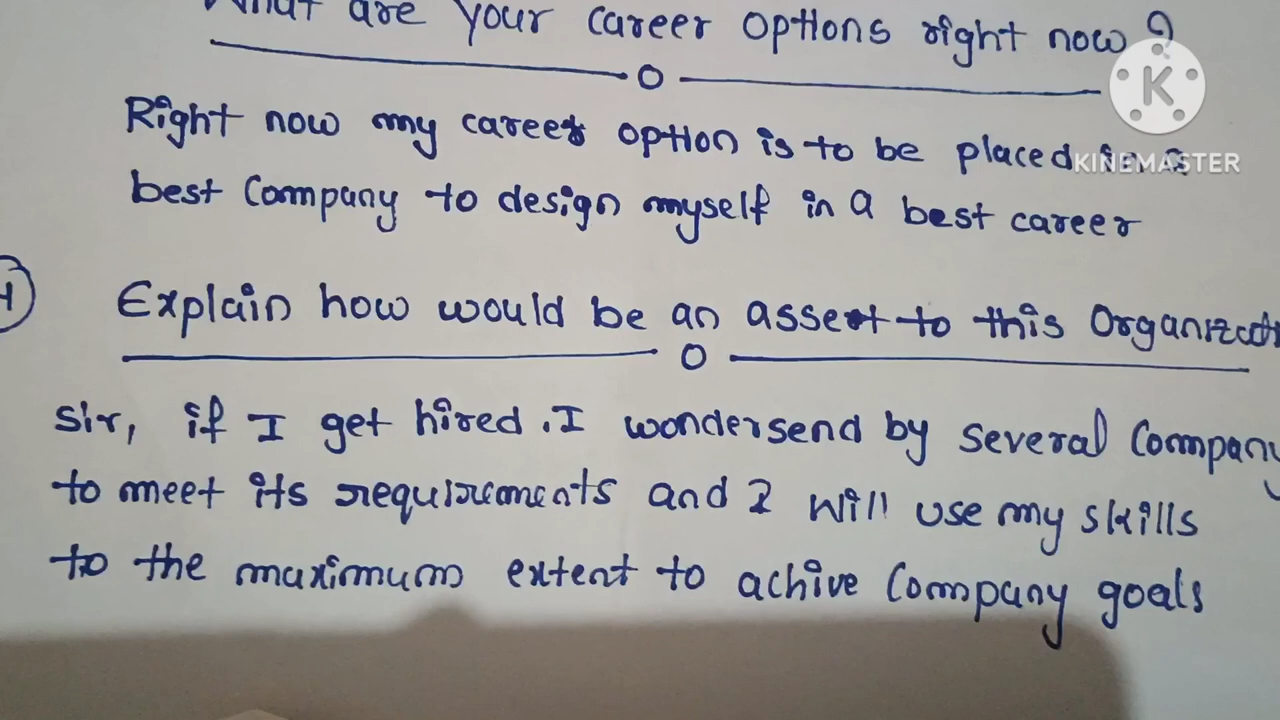 What are your career options right now?
Right now my career option is to be placed in a
best Company to design myself in a best career
Explain how would be an assert to this Organizati
Sir, if I get hired. I wondersend by several Company
to meet its requirements and I will use my skills
to the maximum extent to achive Company goals
K
KINEMASTER